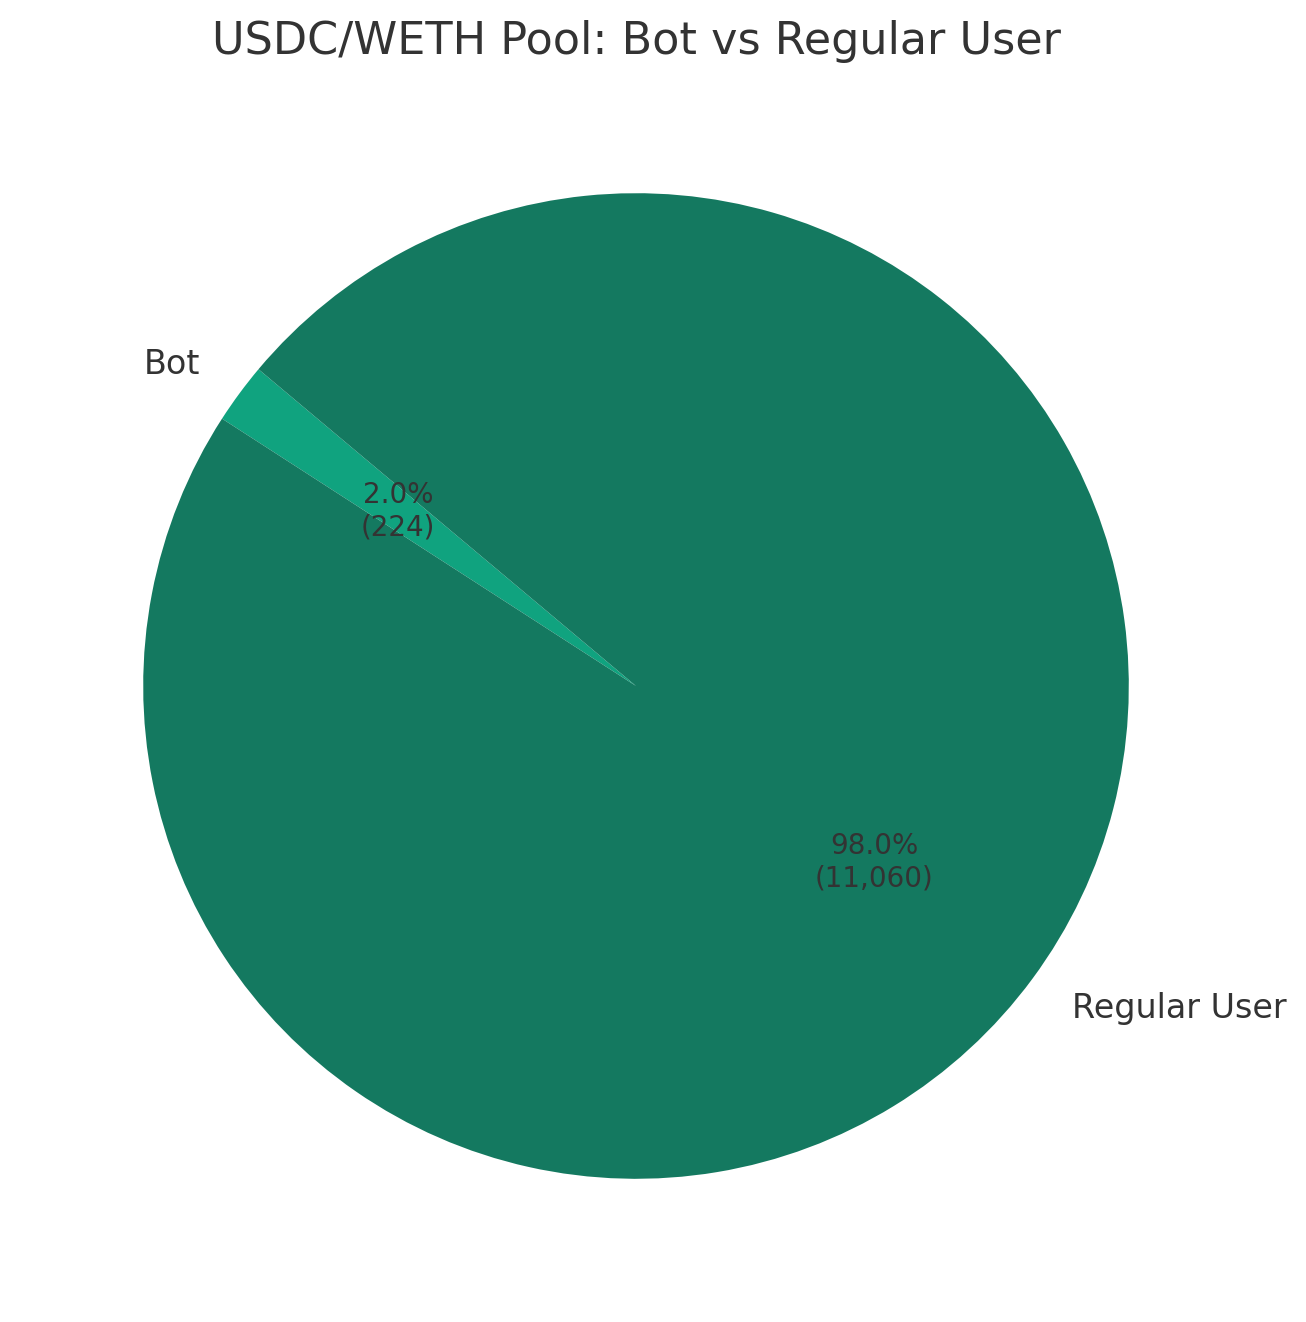 USDC/WETH Pool: Bot vs Regular User
Bot
2.0%
(224)
98.0%
(11,060)
Regular User